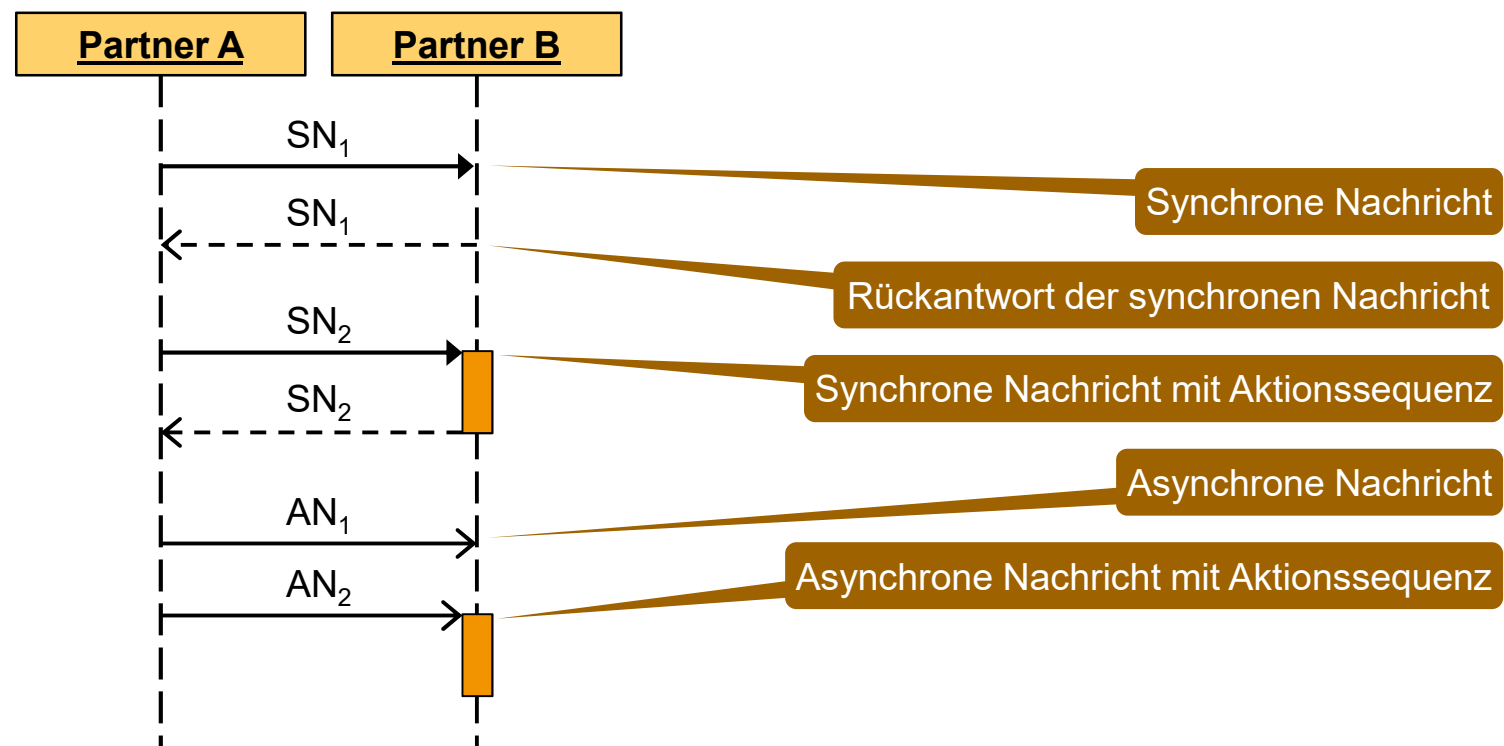 Partner A
Partner B
SN₁
Synchrone Nachricht
SN₁
Rückantwort der synchronen Nachricht
SN₂
Synchrone Nachricht mit Aktionssequenz
SN₂
Asynchrone Nachricht
AN₁
Asynchrone Nachricht mit Aktionssequenz
AN₂